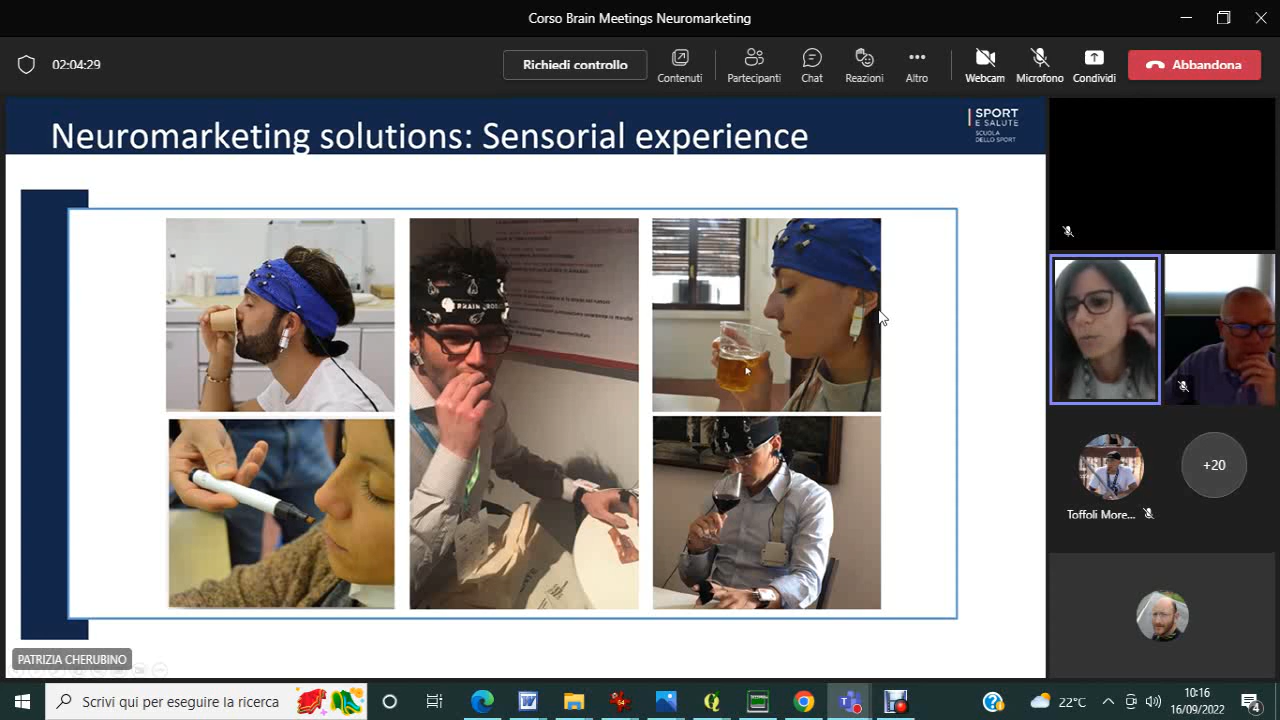 Corso Brain Meetings Neuromarketing
02:04:29
Richiedi controllo
Contenuti
Partecipanti
Chat
Reazioni
Altro
Webcam
Microfono
Condividi
Abbandona
Neuromarketing solutions: Sensorial experience
SPORT
E SALUTE
SCUOLA
DELLO SPORT
+20
Toffoli More...
PATRIZIA CHERUBINO
Scrivi qui per eseguire la ricerca
22°C
10:16
16/09/2022
4